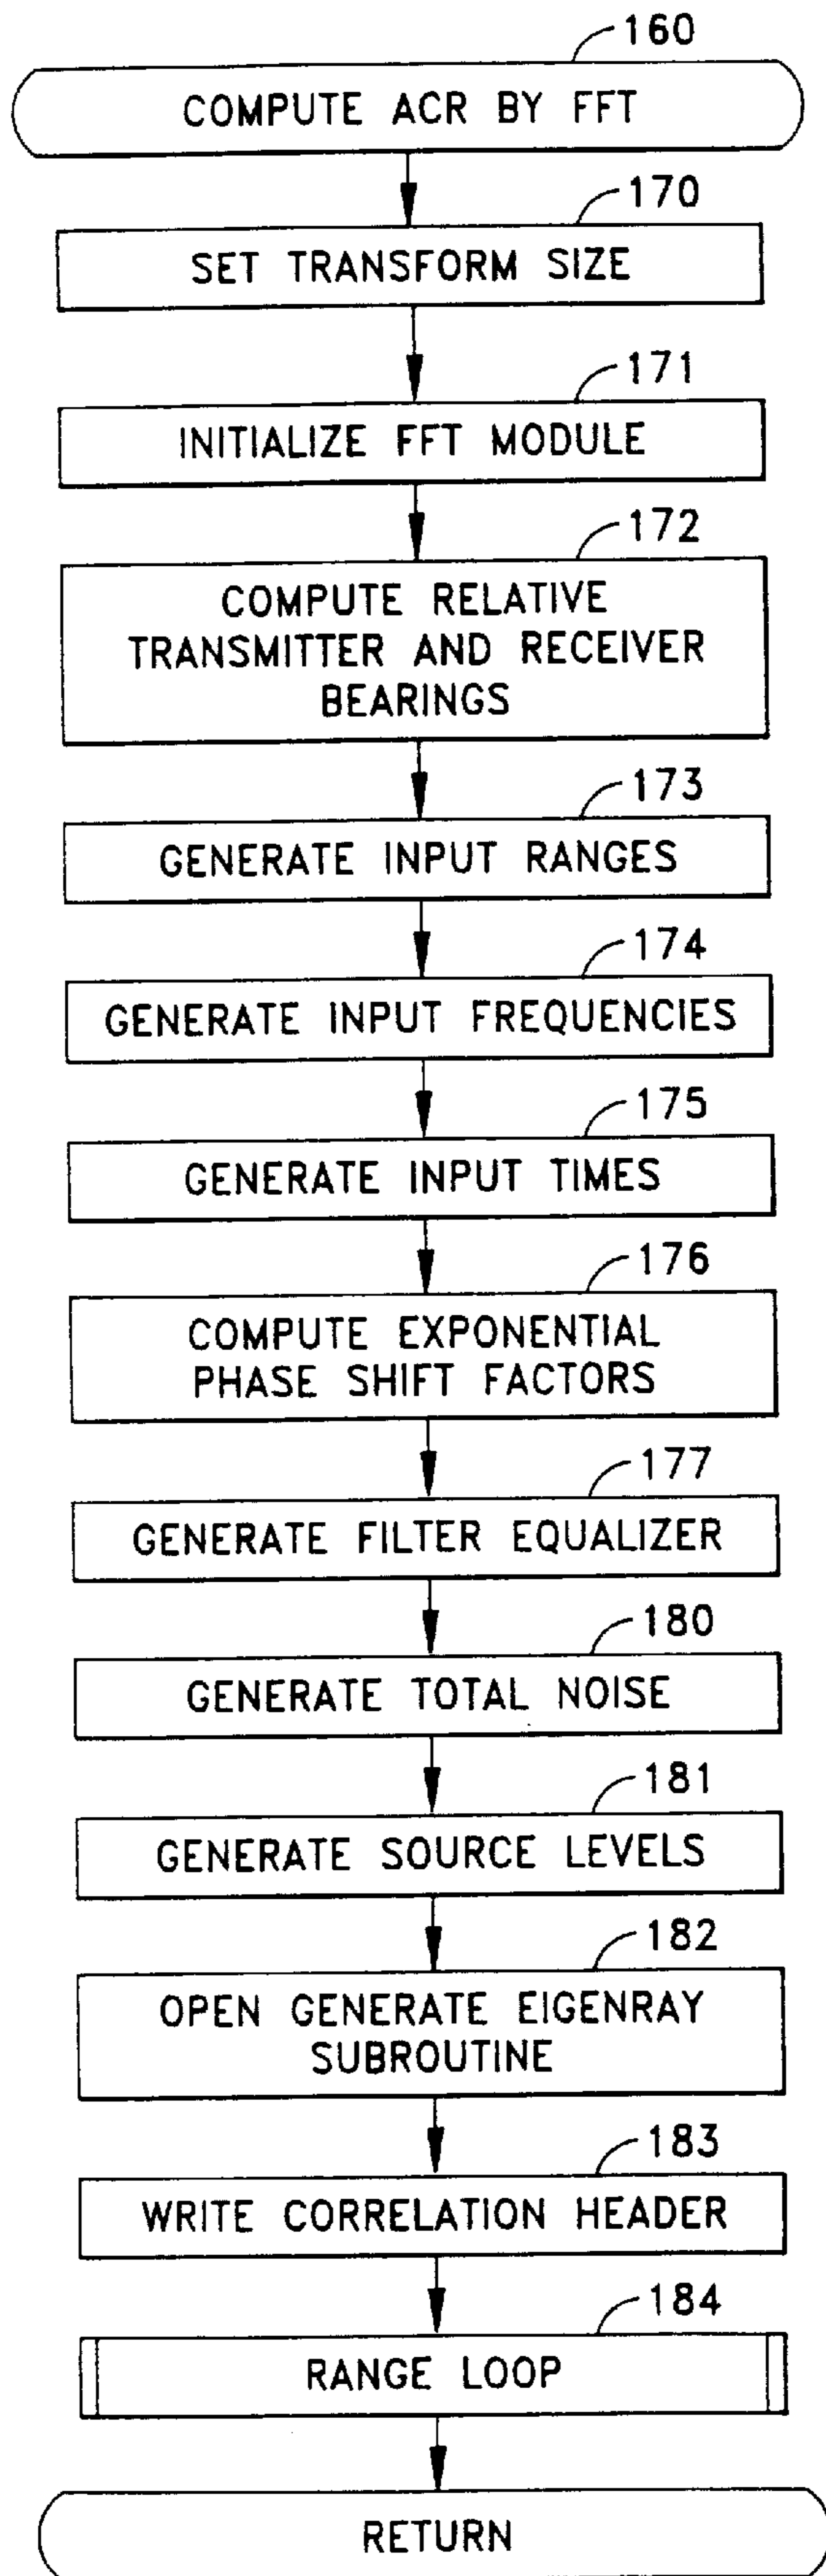 160
COMPUTE ACR BY FFT
170
SET TRANSFORM SIZE
171
INITIALIZE FFT MODULE
172
COMPUTE RELATIVE
TRANSMITTER AND RECEIVER
BEARINGS
173
GENERATE INPUT RANGES
174
GENERATE INPUT FREQUENCIES
175
GENERATE INPUT TIMES
176
COMPUTE EXPONENTIAL
PHASE SHIFT FACTORS
177
GENERATE FILTER EQUALIZER
180
GENERATE TOTAL NOISE
181
GENERATE SOURCE LEVELS
182
OPEN GENERATE EIGENRAY
SUBROUTINE
183
WRITE CORRELATION HEADER
184
RANGE LOOP
RETURN